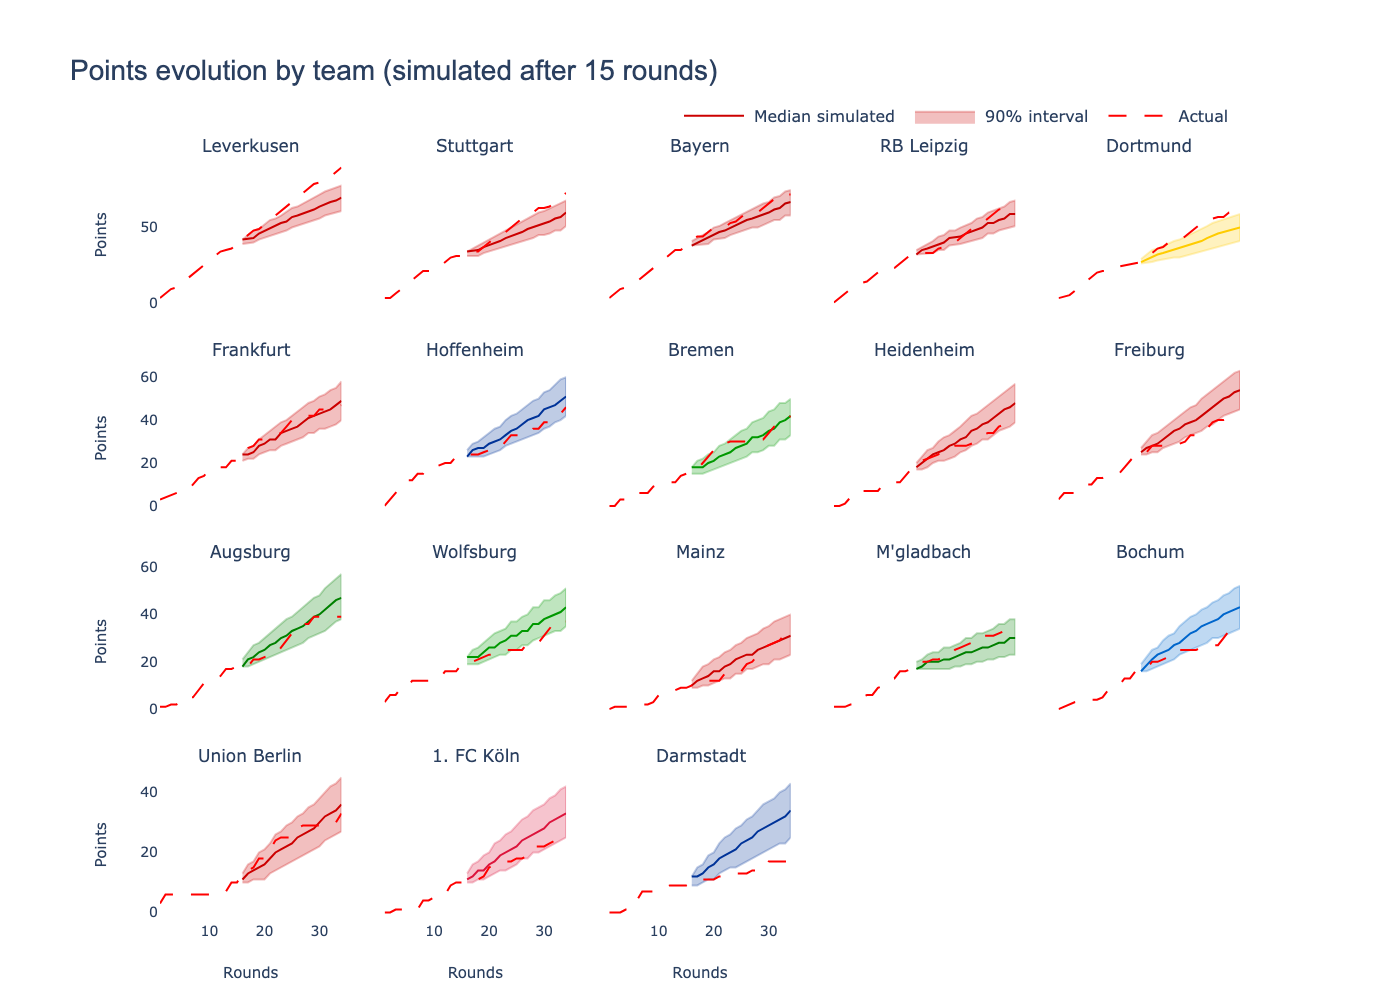 Points evolution by team (simulated after 15 rounds)
Median simulated 90% interval Actual
Leverkusen Stuttgart Bayern RB Leipzig Dortmund
Points
50
0
Frankfurt Hoffenheim Bremen Heidenheim Freiburg
Points
60
40
20
0
Augsburg Wolfsburg Mainz M'gladbach Bochum
Points
60
40
20
0
Union Berlin 1. FC Köln Darmstadt
Points
40
20
0
10 20 30 10 20 30 10 20 30
Rounds Rounds Rounds